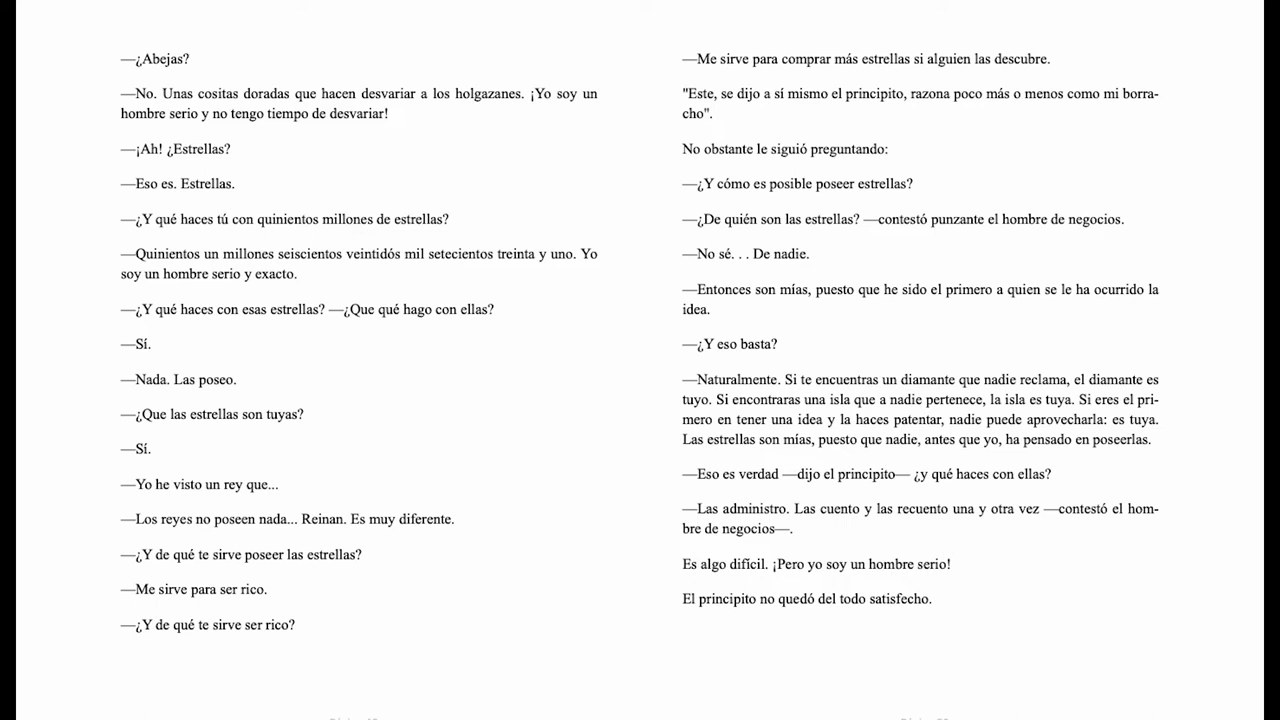 —¿Abejas?
—No. Unas cositas doradas que hacen desvariar a los holgazanes. ¡Yo soy un
hombre serio y no tengo tiempo de desvariar!
—¡Ah! ¿Estrellas?
—Eso es. Estrellas.
—¿Y qué haces tú con quinientos millones de estrellas?
—Quinientos un millones seiscientos veintidós mil setecientos treinta y uno. Yo
soy un hombre serio y exacto.
—¿Y qué haces con esas estrellas? —¿Que qué hago con ellas?
—Sí.
—Nada. Las poseo.
—¿Que las estrellas son tuyas?
—Sí.
—Yo he visto un rey que...
—Los reyes no poseen nada... Reinan. Es muy diferente.
—¿Y de qué te sirve poseer las estrellas?
—Me sirve para ser rico.
—¿Y de qué te sirve ser rico?
—Me sirve para comprar más estrellas si alguien las descubre.
"Este, se dijo a sí mismo el principito, razona poco más o menos como mi borra-
cho".
No obstante le siguió preguntando:
—¿Y cómo es posible poseer estrellas?
—¿De quién son las estrellas? —contestó punzante el hombre de negocios.
—No sé. . . De nadie.
—Entonces son mías, puesto que he sido el primero a quien se le ha ocurrido la
idea.
—¿Y eso basta?
—Naturalmente. Si te encuentras un diamante que nadie reclama, el diamante es
tuyo. Si encontraras una isla que a nadie pertenece, la isla es tuya. Si eres el pri-
mero en tener una idea y la haces patentar, nadie puede aprovecharla: es tuya.
Las estrellas son mías, puesto que nadie, antes que yo, ha pensado en poseerlas.
—Eso es verdad —dijo el principito— ¿y qué haces con ellas?
—Las administro. Las cuento y las recuento una y otra vez —contestó el hom-
bre de negocios—.
Es algo difícil. ¡Pero yo soy un hombre serio!
El principito no quedó del todo satisfecho.